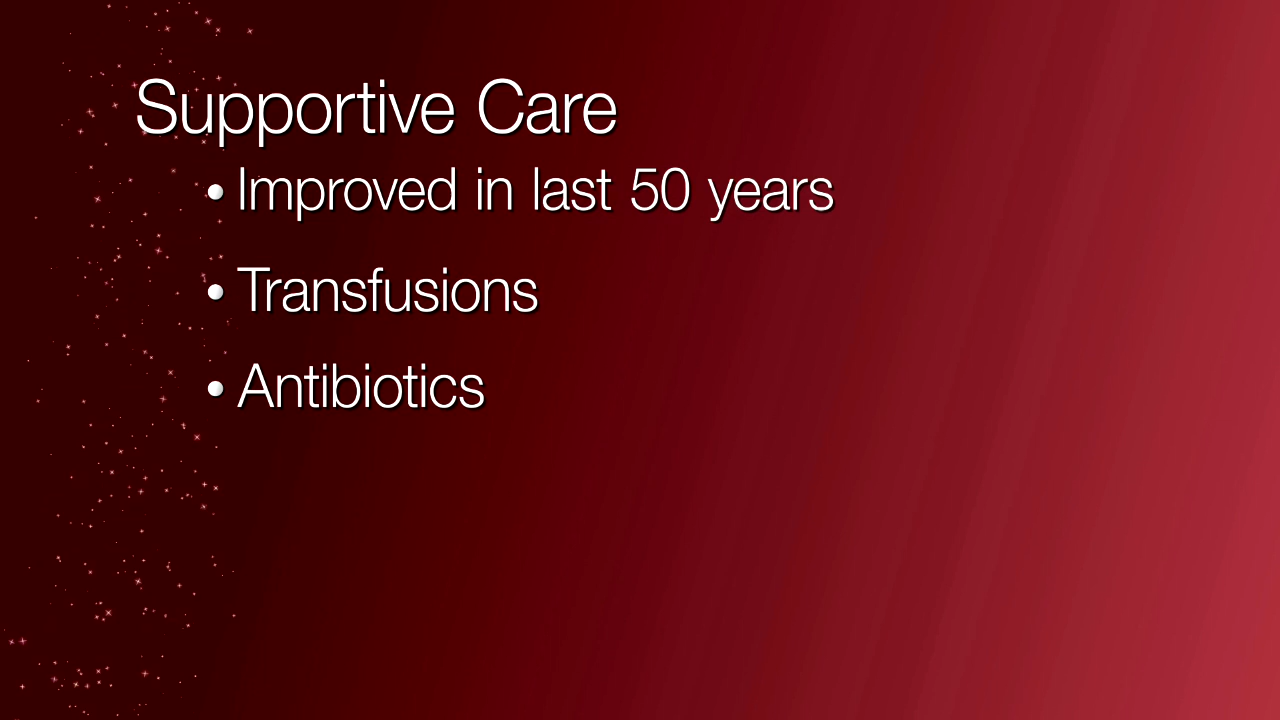 Supportive Care
• Improved in last 50 years
• Transfusions
• Antibiotics